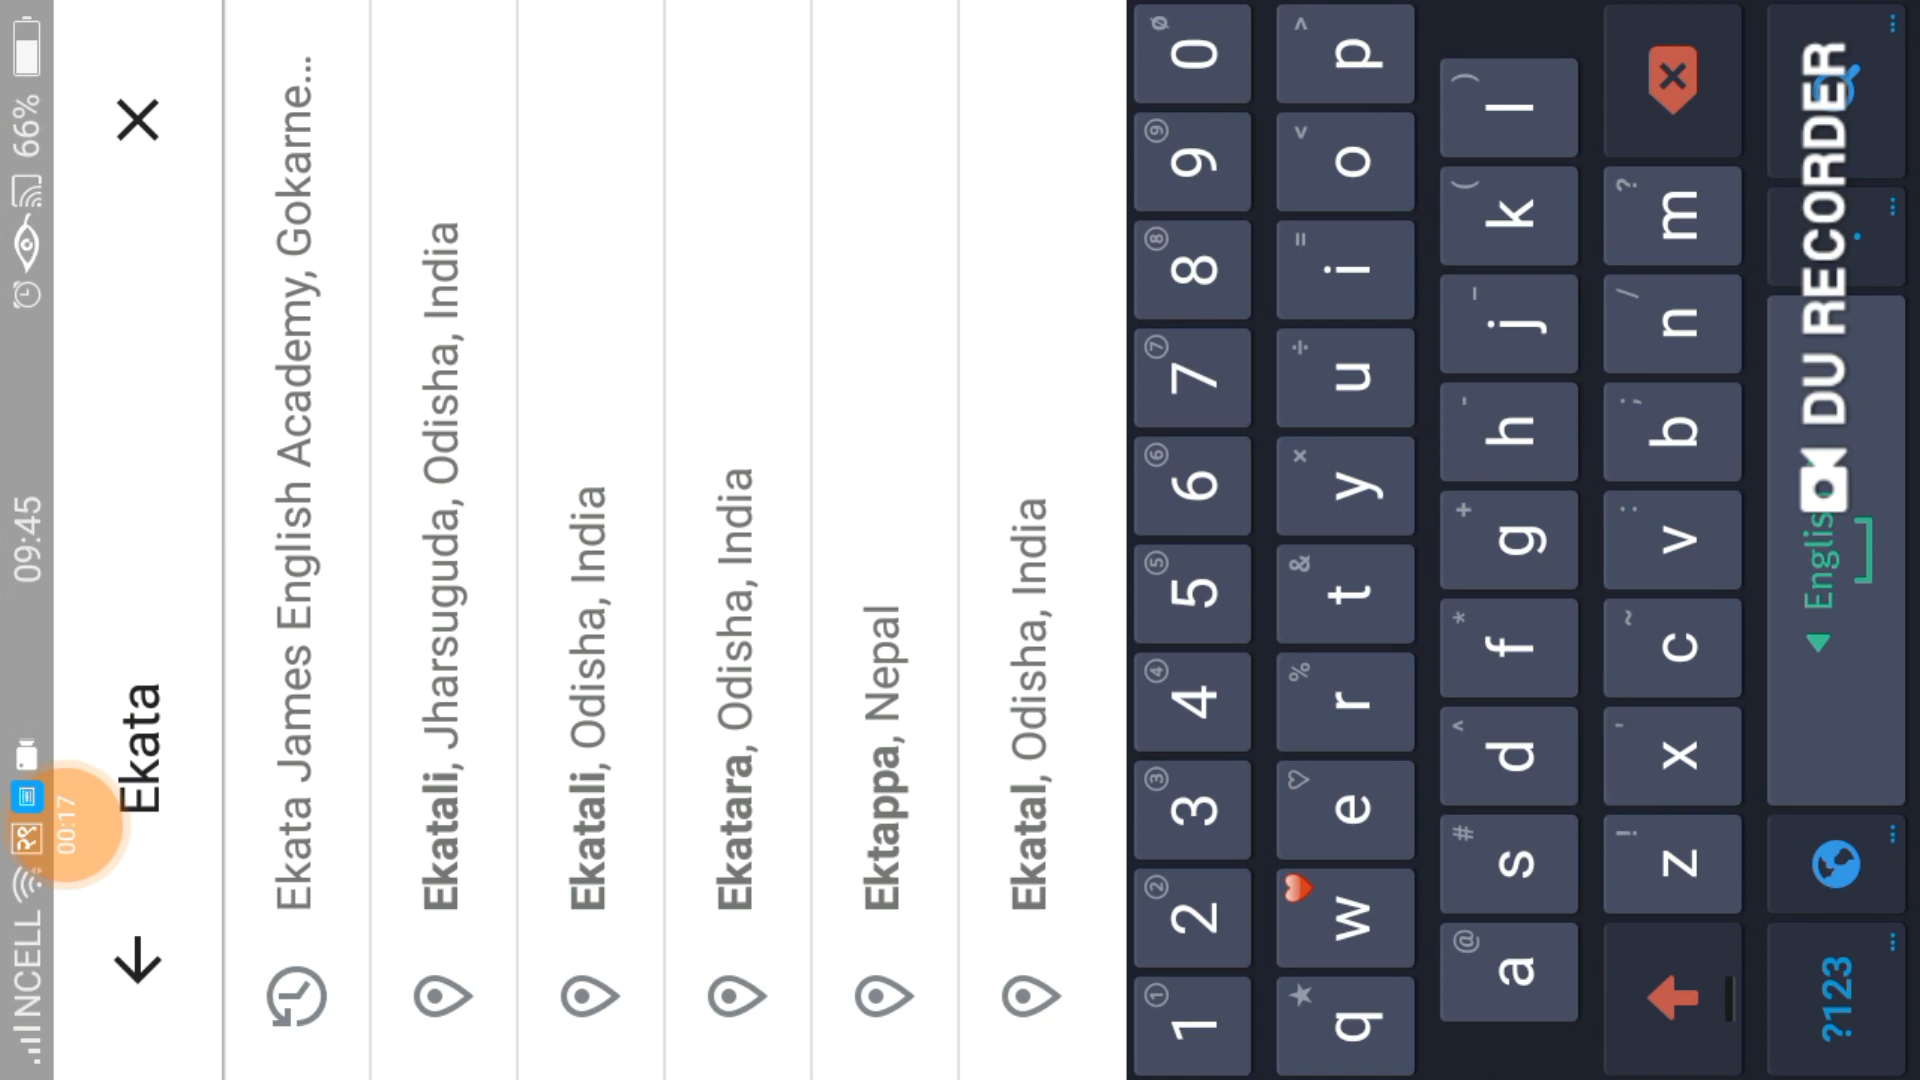 NCELL 09:45 66%
00:17
Ekata
Ekata James English Academy, Gokarne...
Ekatali, Jharsuguda, Odisha, India
Ekatali, Odisha, India
Ekatara, Odisha, India
Ektappa, Nepal
Ekatal, Odisha, India
1 2 3 4 5 6 7 8 9 0
q w e r t y u i o p
a s d f g h j k l
z x c v b n m
?123 Englis
DU RECORDER